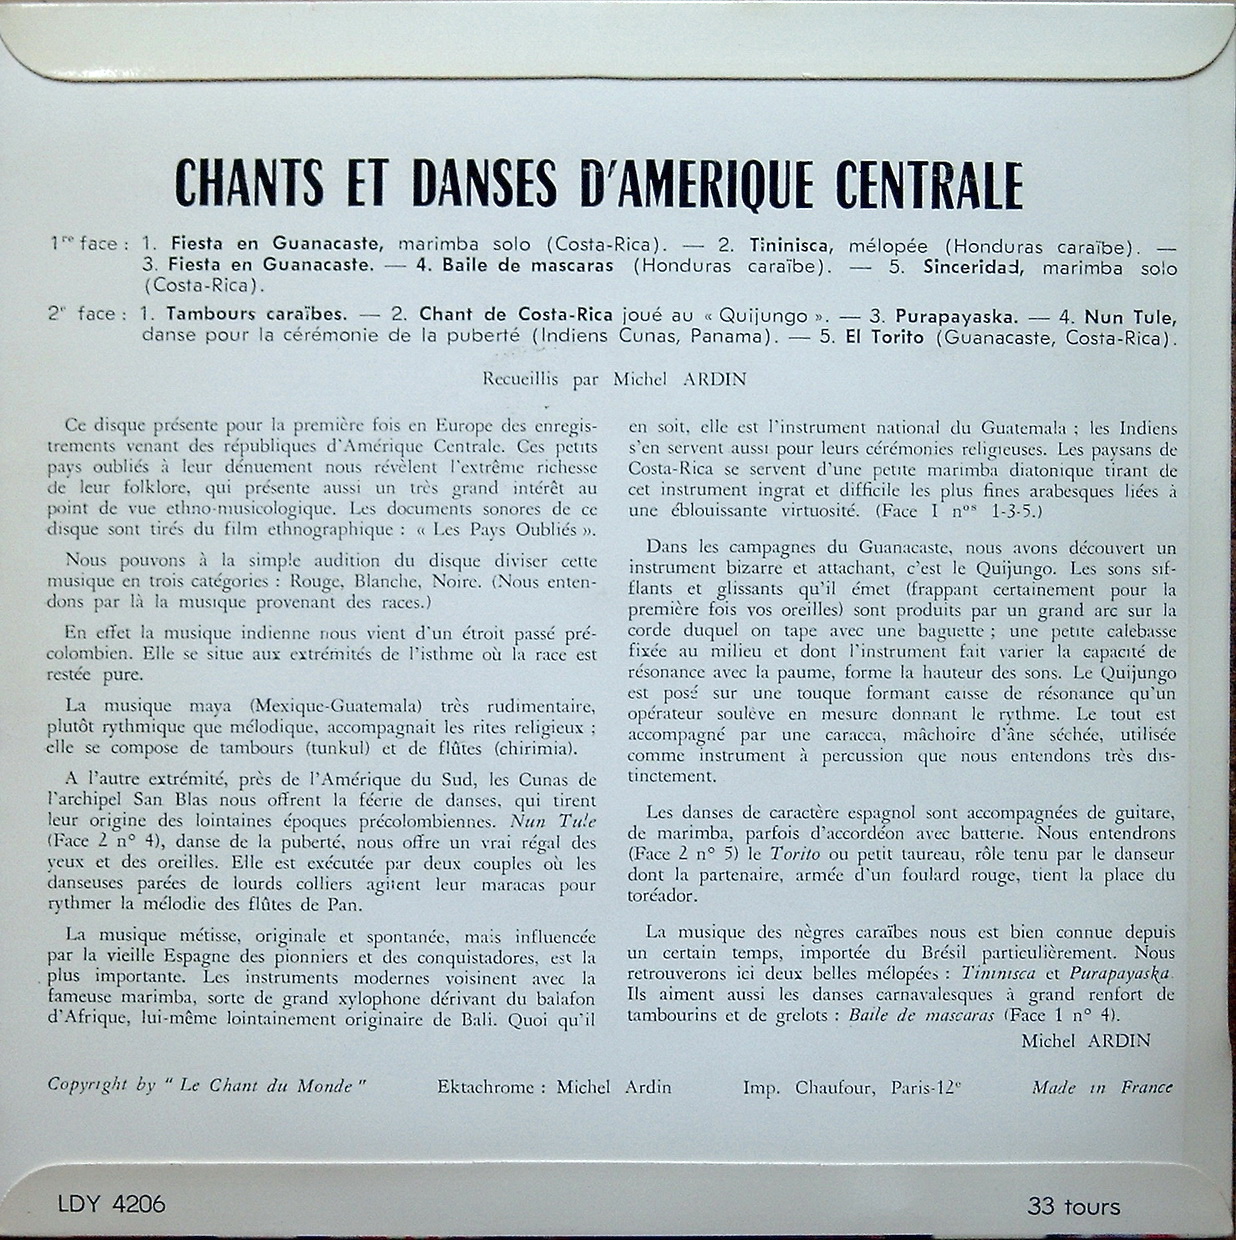 CHANTS ET DANSES D'AMERIQUE CENTRALE
1re face : 1. Fiesta en Guanacaste, marimba solo (Costa-Rica). — 2. Tininisca, mélopée (Honduras caraïbe). —
3. Fiesta en Guanacaste. — 4. Baile de mascaras (Honduras caraïbe). — 5. Sinceridad, marimba solo
(Costa-Rica).
2e face : 1. Tambours caraïbes. — 2. Chant de Costa-Rica joué au « Quijungo ». — 3. Purapayaska. — 4. Nun Tule,
danse pour la cérémonie de la puberté (Indiens Cunas, Panama). — 5. El Torito (Guanacaste, Costa-Rica).
Recueillis par Michel ARDIN
Ce disque présente pour la première fois en Europe des enregis-
trements venant des républiques d'Amérique Centrale. Ces petits
pays oubliés à leur dénuement nous révèlent l'extrême richesse
de leur folklore, qui présente aussi un très grand intérêt au
point de vue ethno-musicologique. Les documents sonores de ce
disque sont tirés du film ethnographique : « Les Pays Oubliés ».
Nous pouvons à la simple audition du disque diviser cette
musique en trois catégories : Rouge, Blanche, Noire. (Nous enten-
dons par là la musique provenant des races.)
En effet la musique indienne nous vient d'un étroit passé pré-
colombien. Elle se situe aux extrémités de l'isthme où la race est
restée pure.
La musique maya (Mexique-Guatemala) très rudimentaire,
plutôt rythmique que mélodique, accompagnait les rites religieux ;
elle se compose de tambours (tunkul) et de flûtes (chirimia).
A l'autre extrémité, près de l'Amérique du Sud, les Cunas de
l'archipel San Blas nous offrent la féerie de danses, qui tirent
leur origine des lointaines époques précolombiennes. Nun Tule
(Face 2 n° 4), danse de la puberté, nous offre un vrai régal des
yeux et des oreilles. Elle est exécutée par deux couples où les
danseuses parées de lourds colliers agitent leur maracas pour
rythmer la mélodie des flûtes de Pan.
La musique métisse, originale et spontanée, mais influencée
par la vieille Espagne des pionniers et des conquistadores, est la
plus importante. Les instruments modernes voisinent avec la
fameuse marimba, sorte de grand xylophone dérivant du balafon
d'Afrique, lui-même lointainement originaire de Bali. Quoi qu'il
en soit, elle est l'instrument national du Guatemala ; les Indiens
s'en servent aussi pour leurs cérémonies religieuses. Les paysans de
Costa-Rica se servent d'une petite marimba diatonique tirant de
cet instrument ingrat et difficile les plus fines arabesques liées à
une éblouissante virtuosité. (Face I nos 1-3-5.)
Dans les campagnes du Guanacaste, nous avons découvert un
instrument bizarre et attachant, c'est le Quijungo. Les sons sif-
flants et glissants qu'il émet (frappant certainement pour la
première fois vos oreilles) sont produits par un grand arc sur la
corde duquel on tape avec une baguette ; une petite calebasse
fixée au milieu et dont l'instrument fait varier la capacité de
résonance avec la paume, forme la hauteur des sons. Le Quijungo
est posé sur une touque formant caisse de résonance qu'un
opérateur soulève en mesure donnant le rythme. Le tout est
accompagné par une caracca, mâchoire d'âne séchée, utilisée
comme instrument à percussion que nous entendons très dis-
tinctement.
Les danses de caractère espagnol sont accompagnées de guitare,
de marimba, parfois d'accordéon avec batterie. Nous entendrons
(Face 2 n° 5) le Torito ou petit taureau, rôle tenu par le danseur
dont la partenaire, armée d'un foulard rouge, tient la place du
toréador.
La musique des nègres caraïbes nous est bien connue depuis
un certain temps, importée du Brésil particulièrement. Nous
retrouverons ici deux belles mélopées : Tininisca et Purapayaska.
Ils aiment aussi les danses carnavalesques à grand renfort de
tambourins et de grelots : Baile de mascaras (Face 1 n° 4).
Michel ARDIN
Copyright by " Le Chant du Monde " Ektachrome : Michel Ardin Imp. Chaufour, Paris-12e Made in France
LDY 4206 33 tours